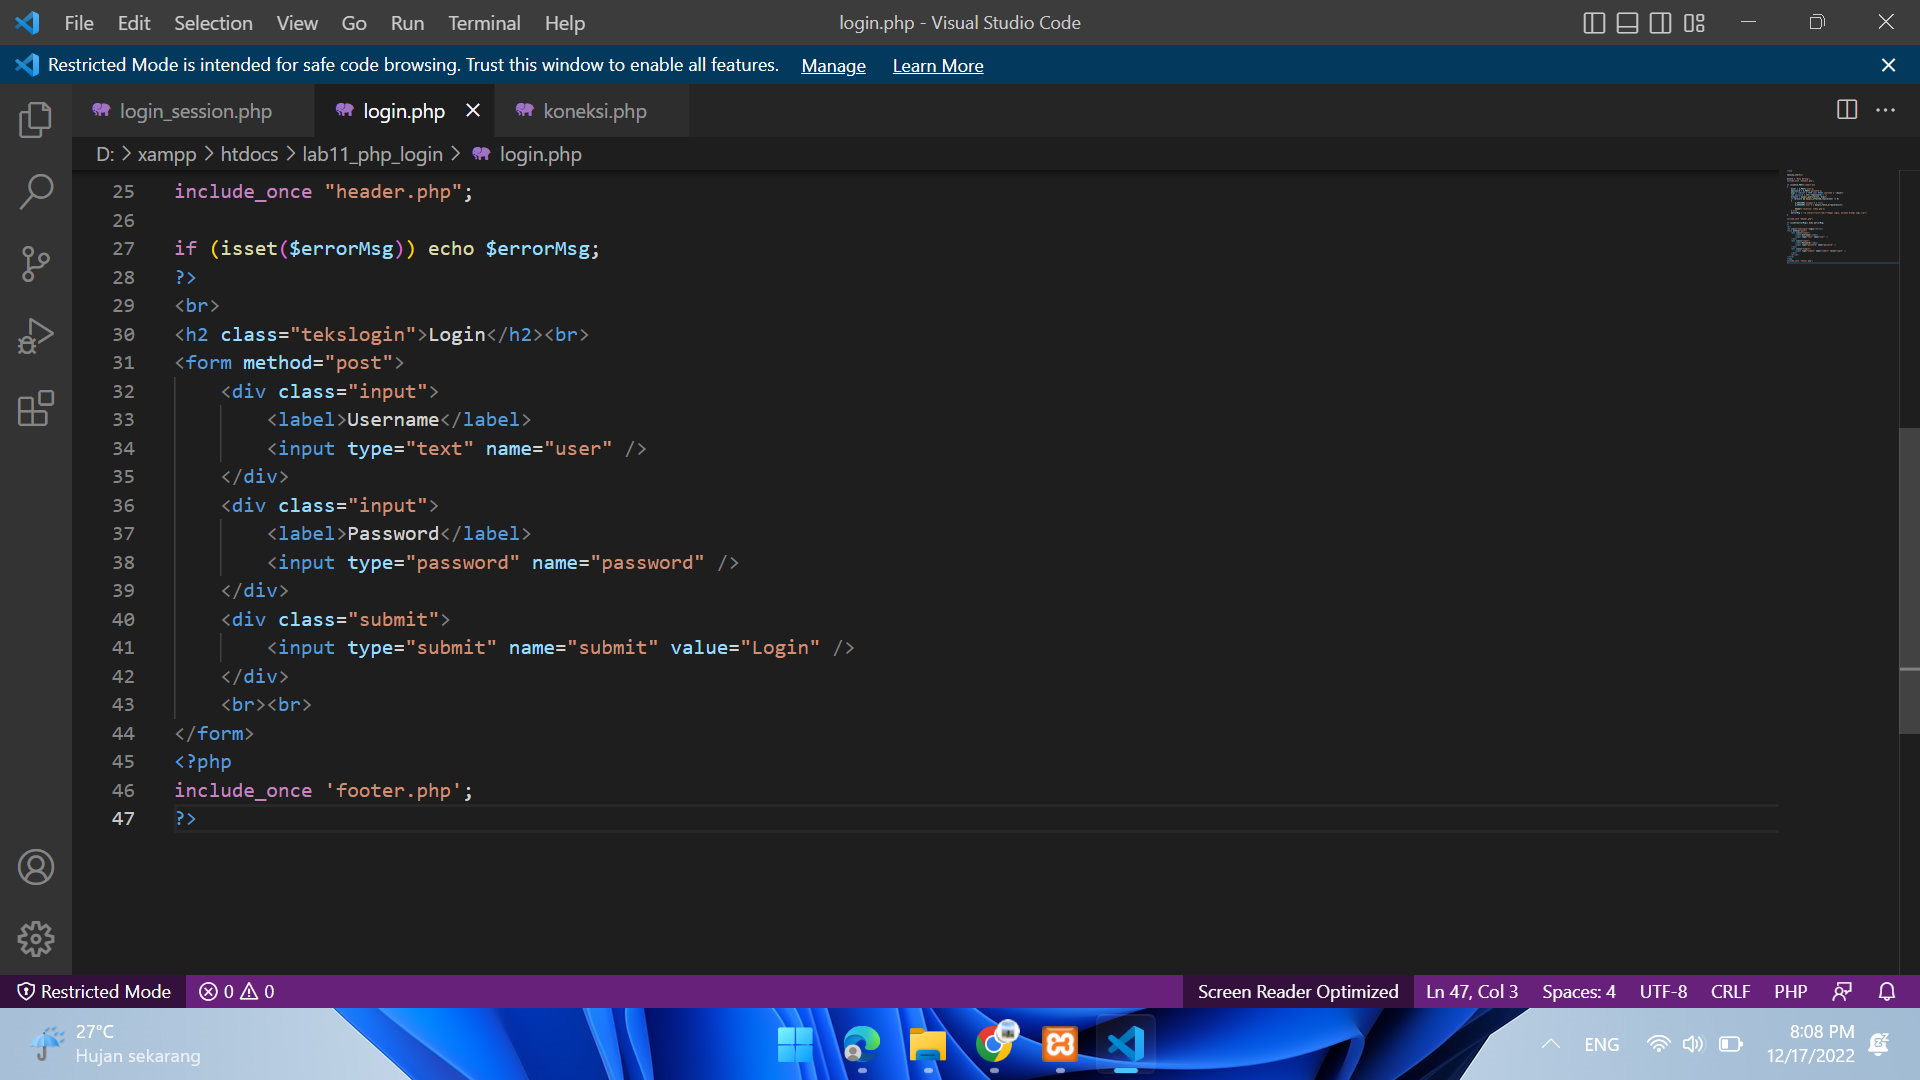 File Edit Selection View Go Run Terminal Help login.php - Visual Studio Code
Restricted Mode is intended for safe code browsing. Trust this window to enable all features. Manage Learn More
login_session.php login.php koneksi.php
D: > xampp > htdocs > lab11_php_login > login.php
25 include_once "header.php";
26
27 if (isset($errorMsg)) echo $errorMsg;
28 ?>
29 <br>
30 <h2 class="tekslogin">Login</h2><br>
31 <form method="post">
32 <div class="input">
33 <label>Username</label>
34 <input type="text" name="user" />
35 </div>
36 <div class="input">
37 <label>Password</label>
38 <input type="password" name="password" />
39 </div>
40 <div class="submit">
41 <input type="submit" name="submit" value="Login" />
42 </div>
43 <br><br>
44 </form>
45 <?php
46 include_once 'footer.php';
47 ?>
Restricted Mode 0 0 Screen Reader Optimized Ln 47, Col 3 Spaces: 4 UTF-8 CRLF PHP
27°C
Hujan sekarang
ENG
8:08 PM
12/17/2022